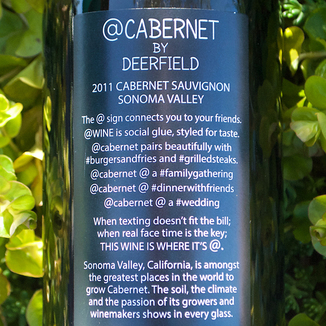 @CABERNET
BY
DEERFIELD
2011 CABERNET SAUVIGNON
SONOMA VALLEY
The @ sign connects you to your friends.
@WINE is social glue, styled for taste.
@cabernet pairs beautifully with
#burgersandfries and #grilledsteaks.
@cabernet @ a #familygathering
@cabernet @ #dinnerwithfriends
@cabernet @ a #wedding
When texting doesn't fit the bill;
when real face time is the key;
THIS WINE IS WHERE IT'S @.
Sonoma Valley, California, is amongst
the greatest places in the world to
grow Cabernet. The soil, the climate
and the passion of its growers and
winemakers shows in every glass.